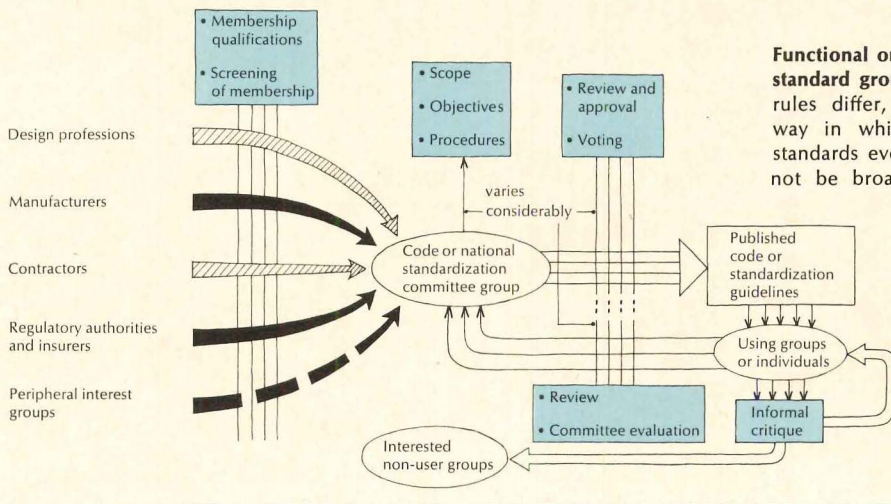 • Membership
qualifications
• Screening
of membership
• Scope
• Objectives
• Procedures
• Review and
approval
• Voting
Functional or
standard grou
rules differ,
way in whi
standards eve
not be broa
Design professions
Manufacturers
Contractors
Regulatory authorities
and insurers
Peripheral interest
groups
varies
considerably
Code or national
standardization
committee group
Published
code or
standardization
guidelines
Using groups
or individuals
• Review
• Committee evaluation
Informal
critique
Interested
non-user groups